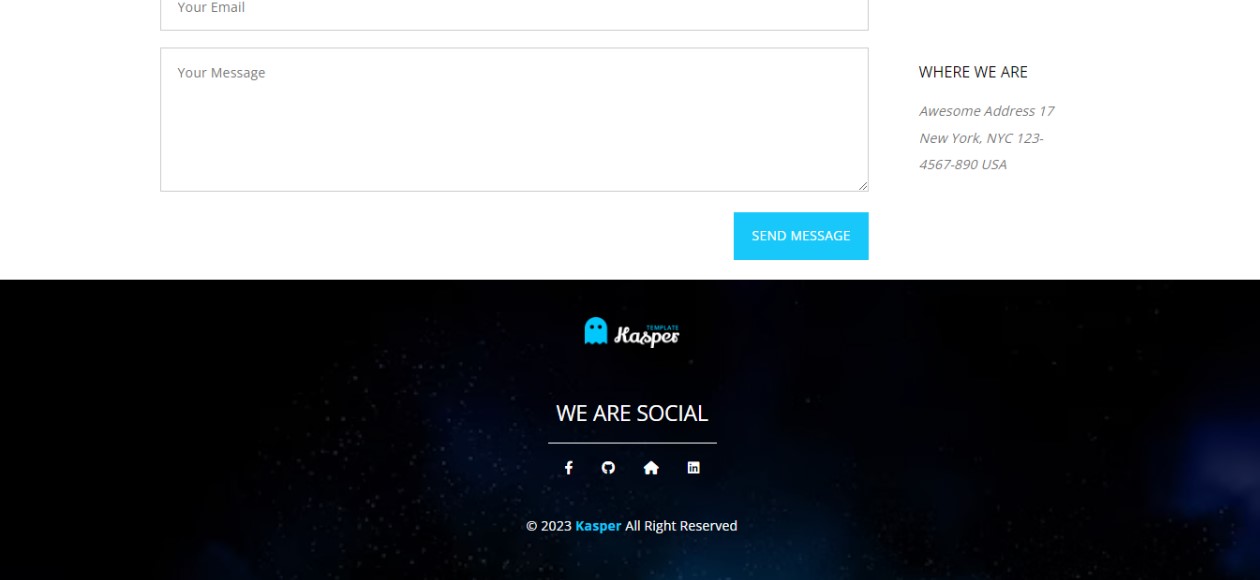 Your Email
Your Message
WHERE WE ARE
Awesome Address 17
New York, NYC 123-
4567-890 USA
SEND MESSAGE
TEMPLATE
Kasper
WE ARE SOCIAL
© 2023 Kasper All Right Reserved